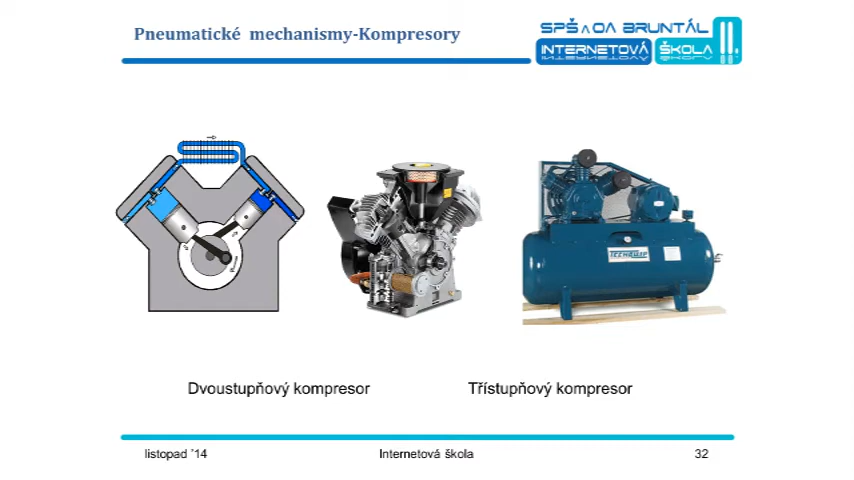 Pneumatické mechanismy-Kompresory
SPŠ A OA BRUNTÁL
INTERNETOVÁ ŠKOLA
Dvoustupňový kompresor
Třístupňový kompresor
listopad ’14
Internetová škola
32